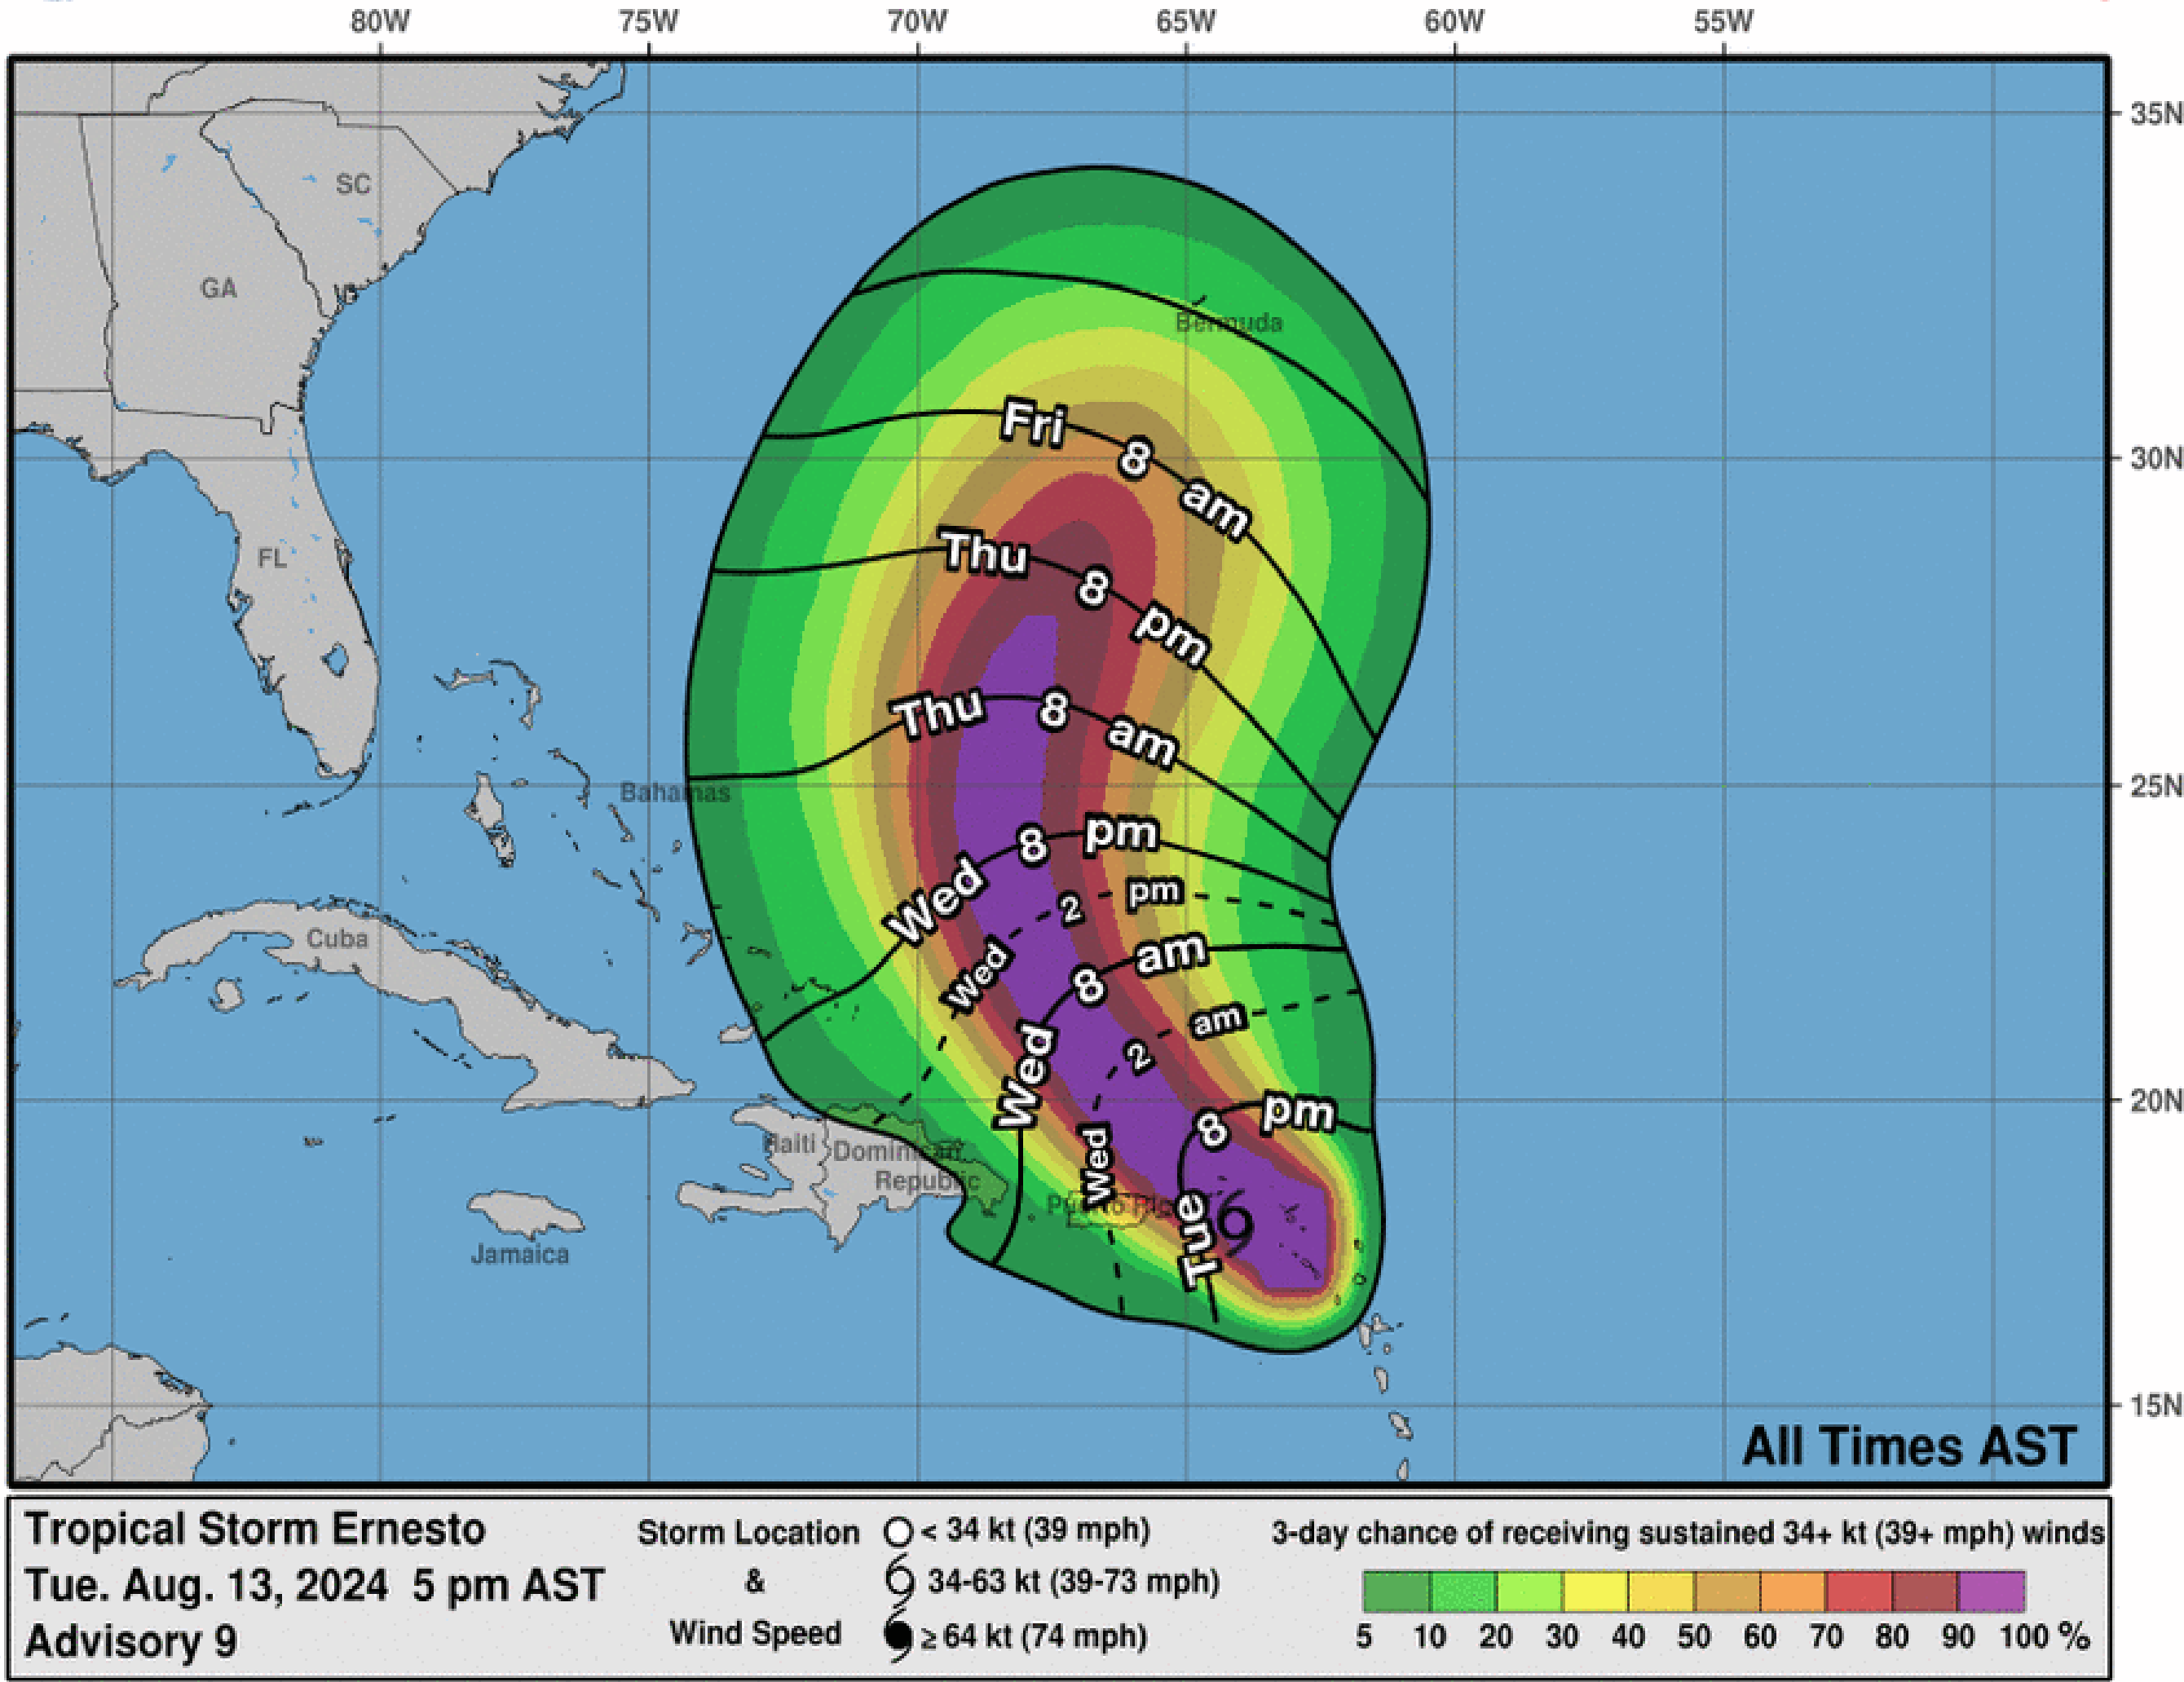 80W 75W 70W 65W 60W 55W
35N
SC
GA
Bermuda
Fri 8 am
30N
FL
Thu 8 pm
Thu 8 am
25N
Bahamas
Wed 8 pm
Wed 2 pm
Cuba
Wed 8 am
Wed 2 am
20N
Tue 8 pm
Haiti
Dominican
Republic
Puerto Rico
Jamaica
15N
All Times AST
Tropical Storm Ernesto
Tue. Aug. 13, 2024 5 pm AST
Advisory 9
Storm Location
&
Wind Speed
< 34 kt (39 mph)
34-63 kt (39-73 mph)
≥ 64 kt (74 mph)
3-day chance of receiving sustained 34+ kt (39+ mph) winds
5 10 20 30 40 50 60 70 80 90 100 %